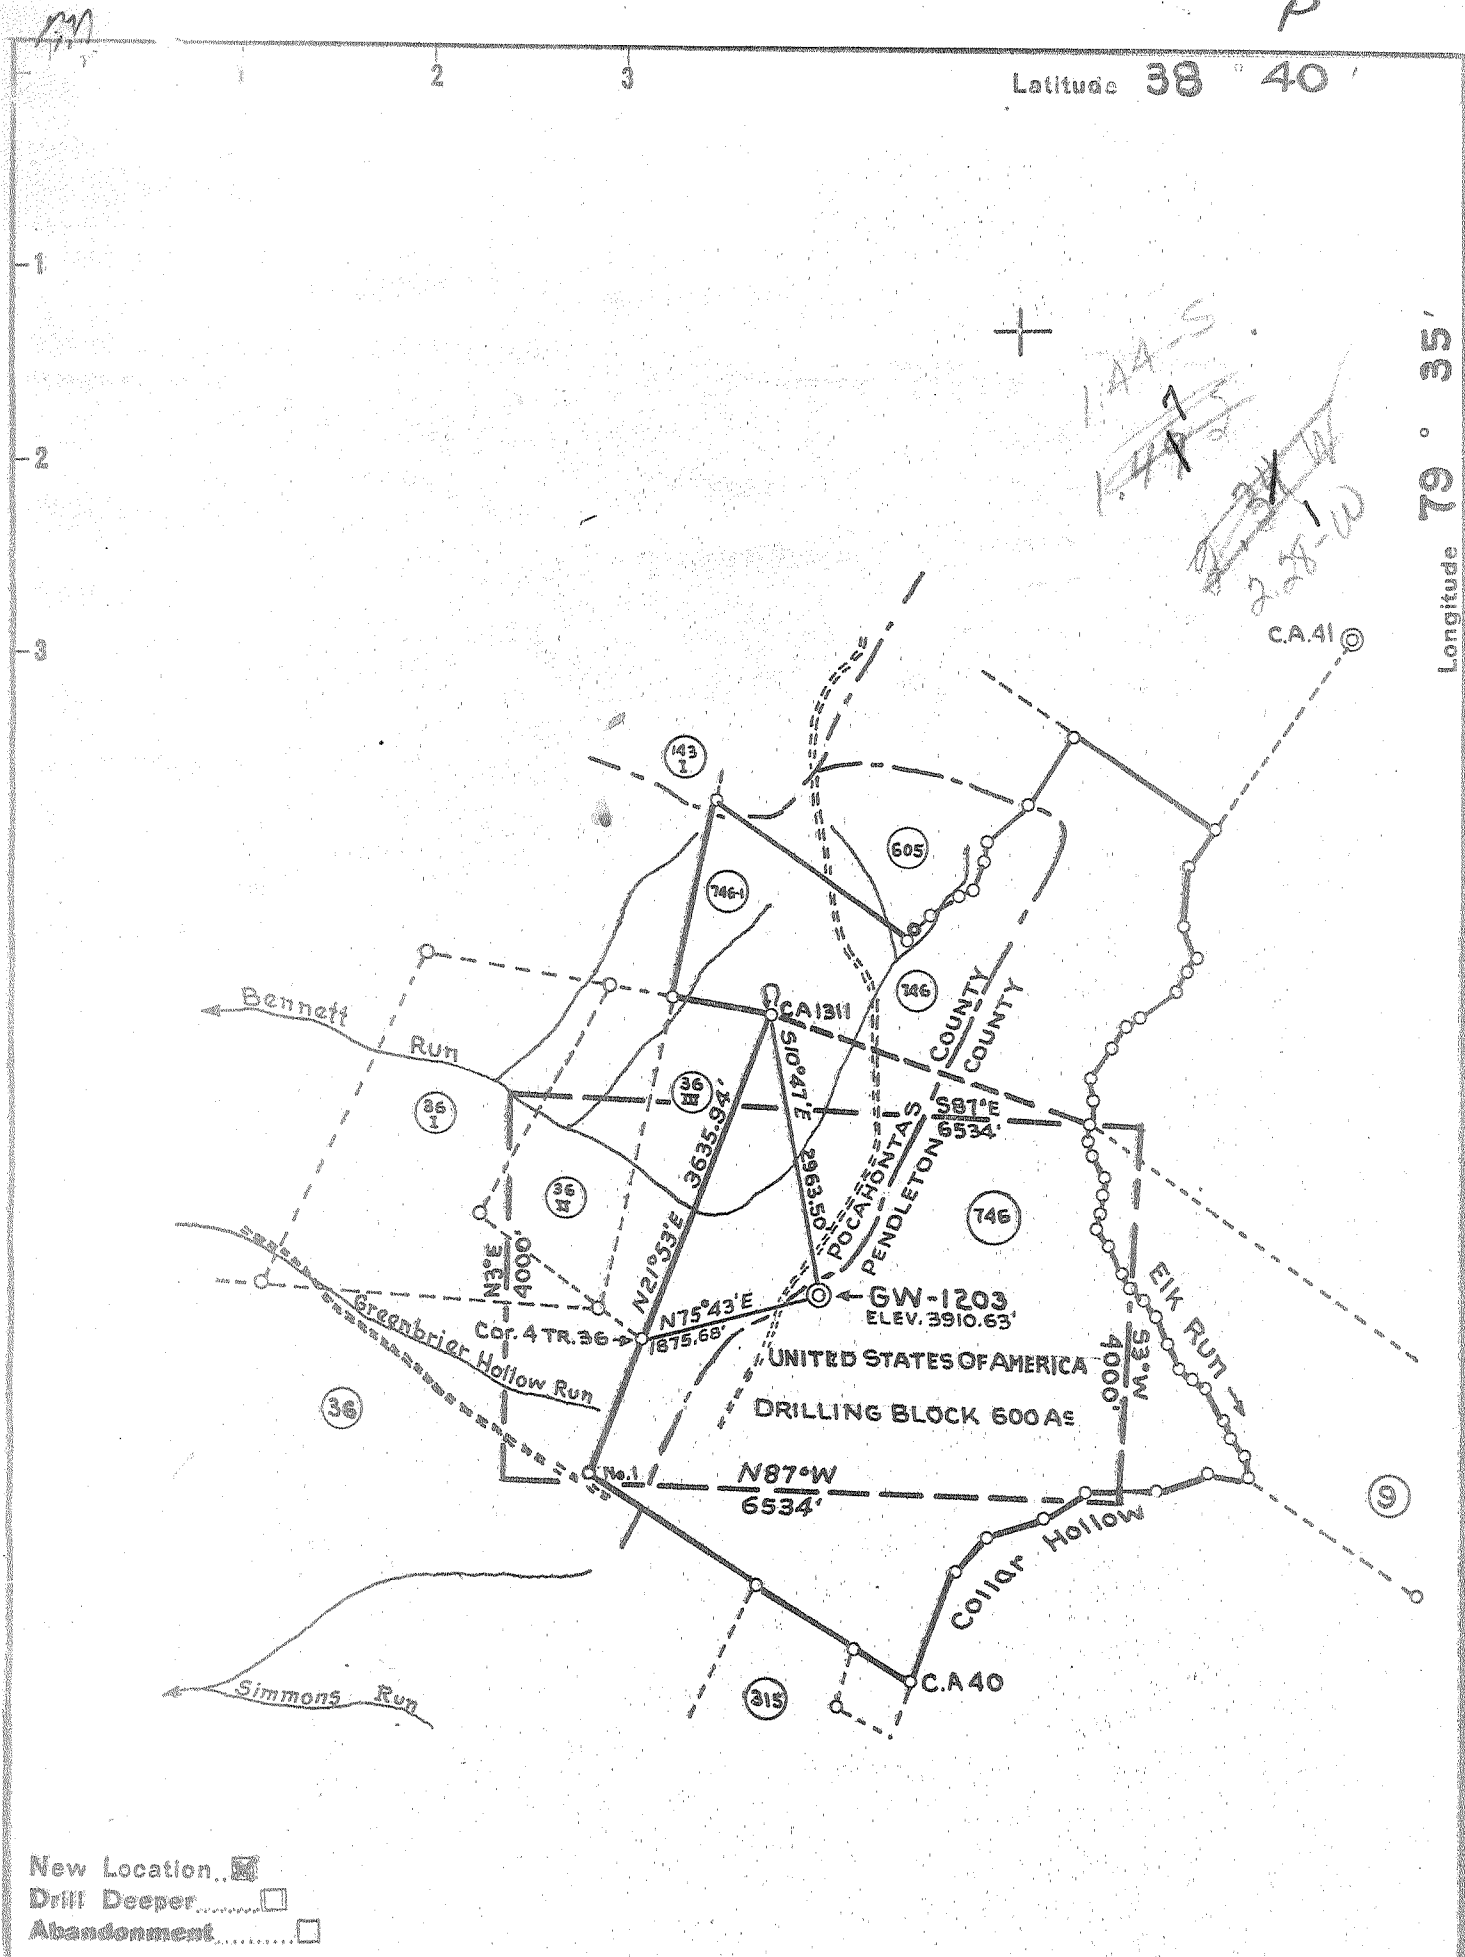 1
2
3
Latitude 38 ° 40 '
1
2
3
Longitude 79 ° 35'
1.44-S
2.28-W
C.A.41
143
I
605
746-1
746
CA1311
Bennett
Run
COUNTY
COUNTY
S10°47'E
2963.50'
36
III
36
I
3635.94'
N21°53'E
S87°E
6534'
POCAHONTAS
PENDLETON
36
II
746
N3°E
4000'
Elk Run
GW-1203
ELEV. 3910.63'
N75°43'E
1875.68'
Cor. 4 TR.36
Greenbrier Hollow Run
UNITED STATES OF AMERICA
S3°W
4000'
36
DRILLING BLOCK 600 As
No.1
N87°W
6534'
9
Collar Hollow
C.A 40
315
Simmons Run
New Location
Drill Deeper
Abandonment